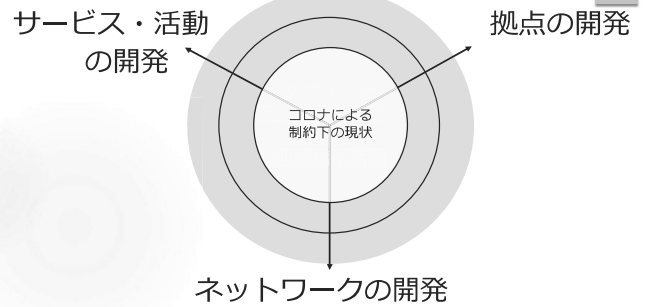 サービス・活動
の開発
拠点の開発
コロナによる
制約下の現状
ネットワークの開発